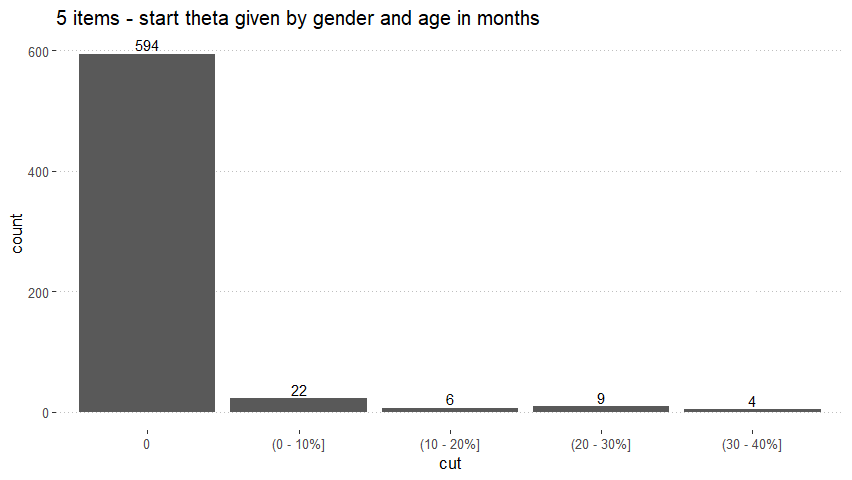 5 items - start theta given by gender and age in months
600
594
400
count
200
22
6
9
4
0
0
(0 - 10%]
(10 - 20%]
(20 - 30%]
(30 - 40%]
cut